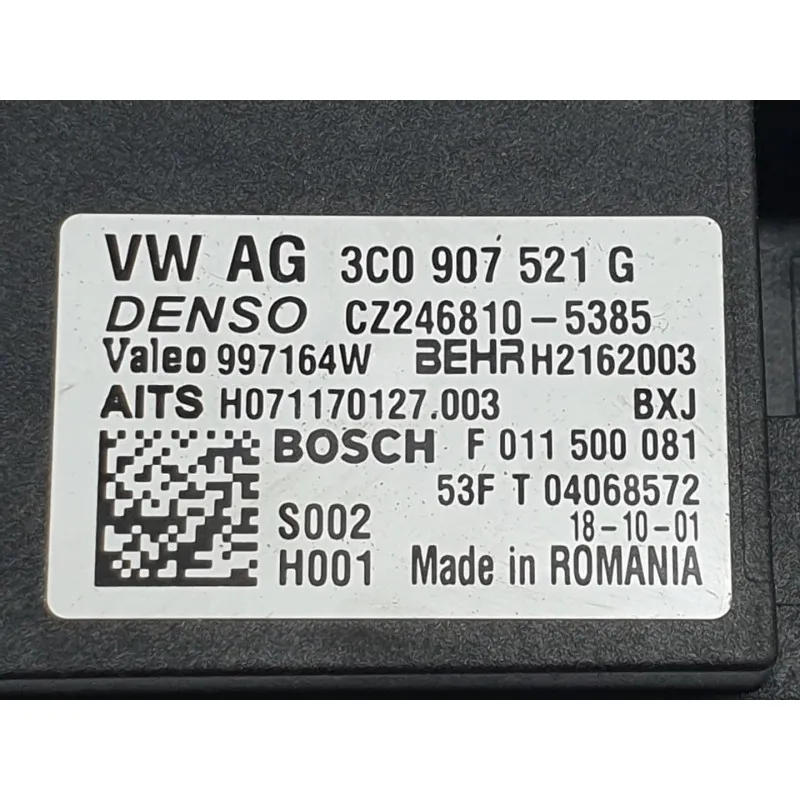 VW AG 3C0 907 521 G
DENSO CZ246810-5385
Valeo 997164W BEHR H2162003
AITS H071170127.003 BXJ
BOSCH F 011 500 081
53F T 04068572
S002 18-10-01
H001 Made in ROMANIA